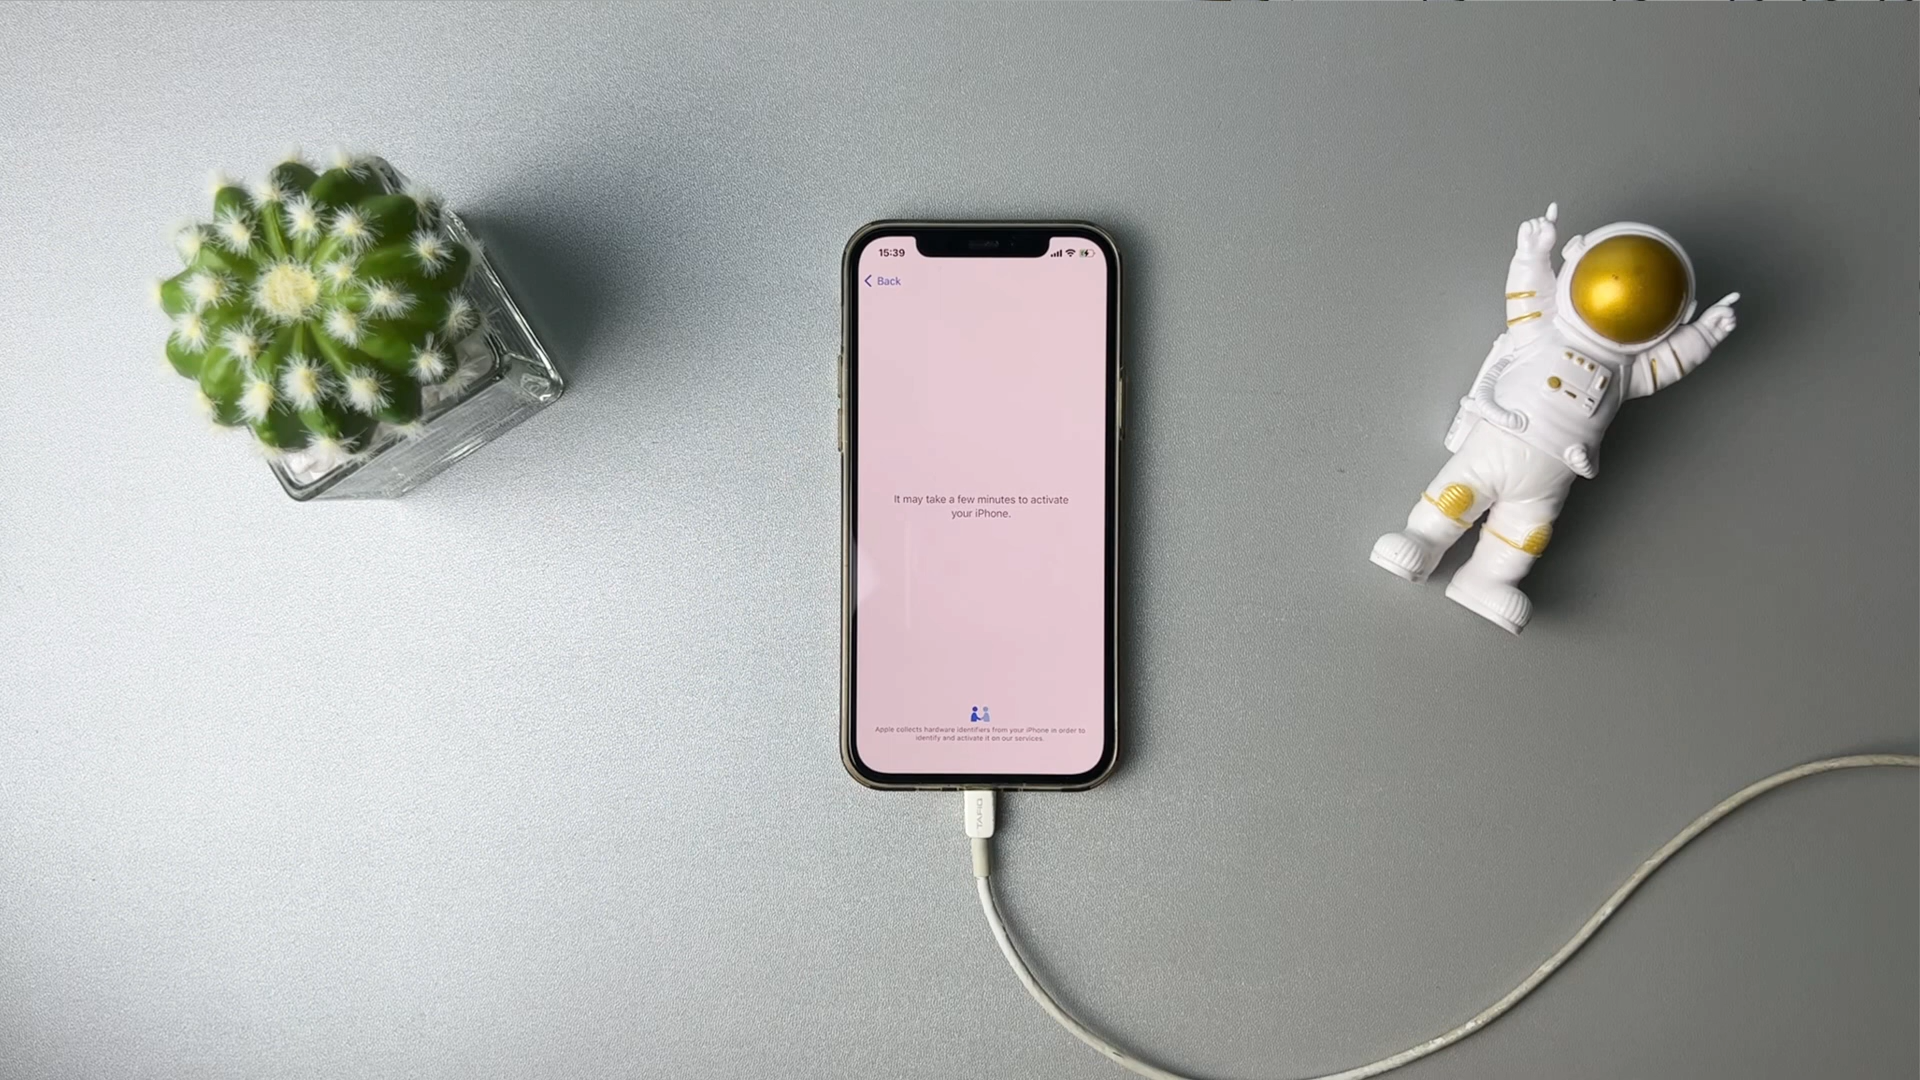 15:39
Back
It may take a few minutes to activate
your iPhone.
Apple collects hardware identifiers from your iPhone in order to
identify and activate it on our services.